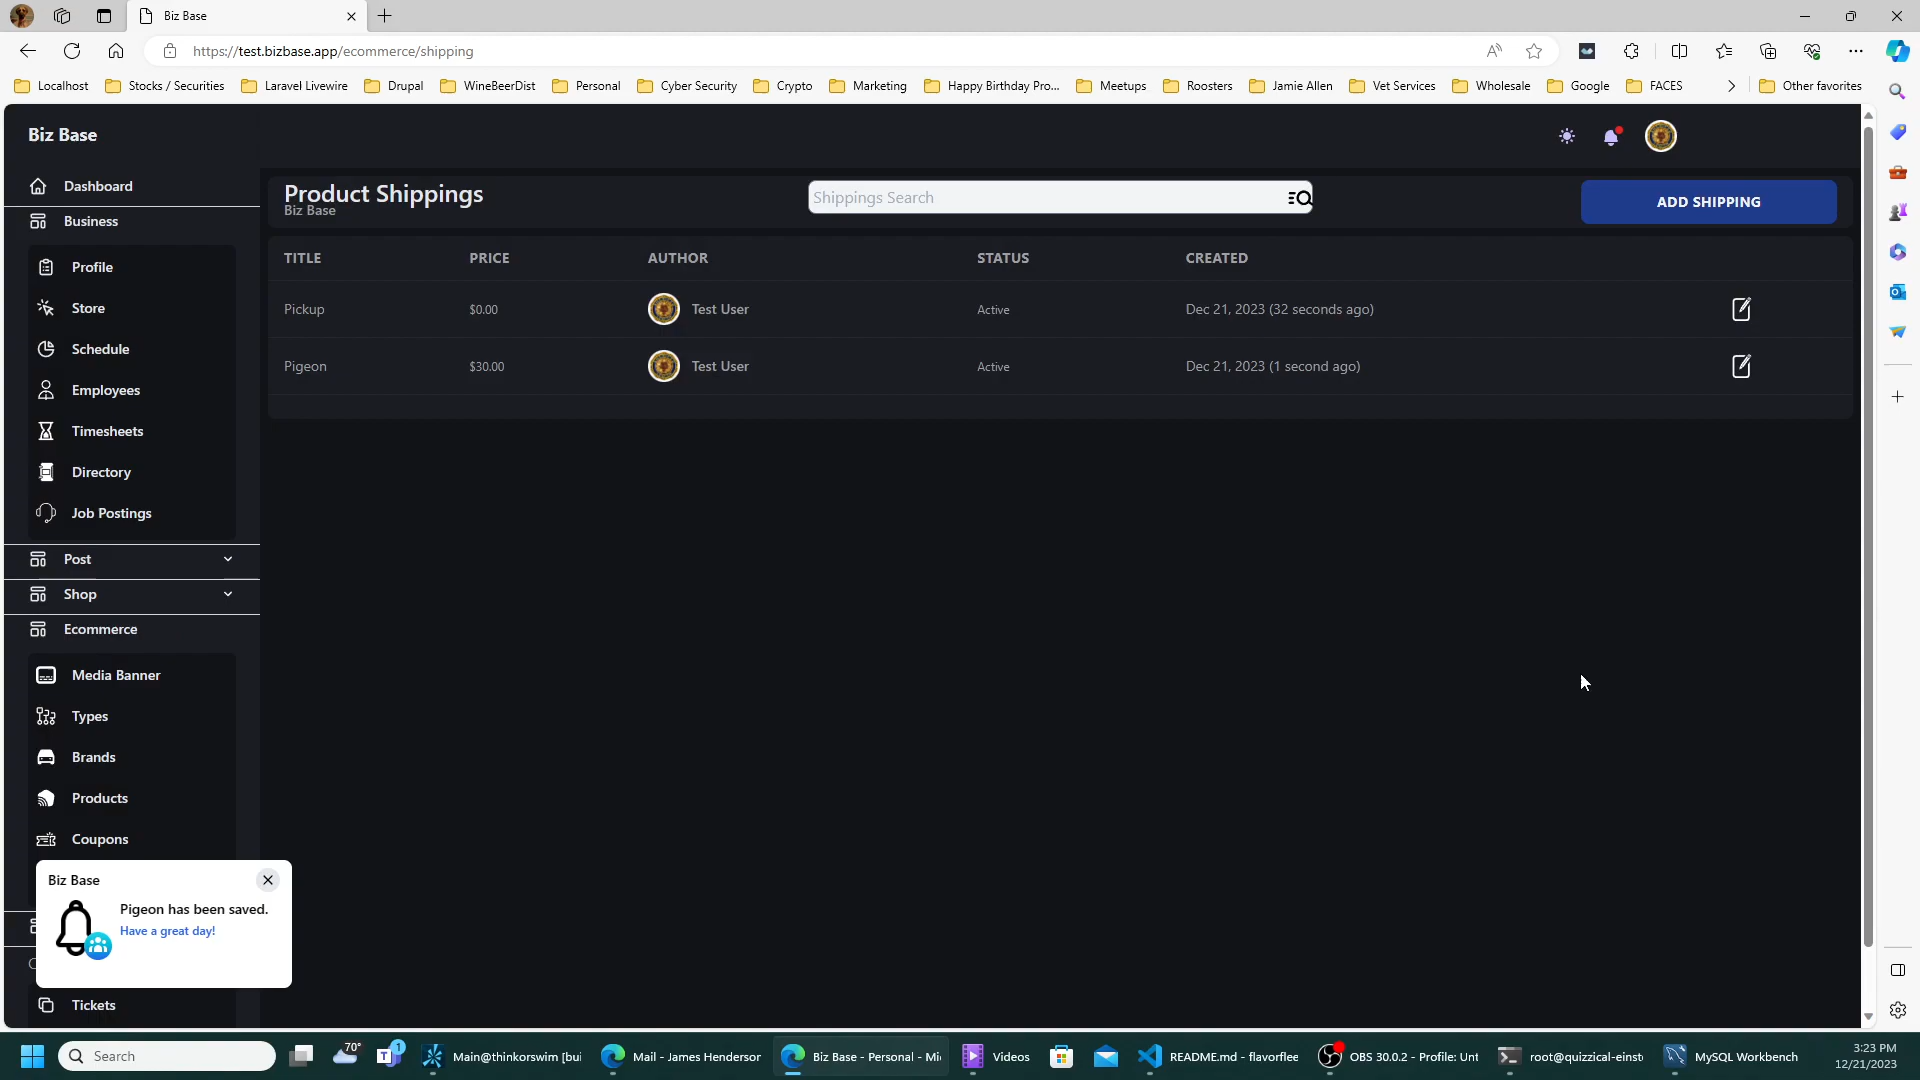 Biz Base
https://test.bizbase.app/ecommerce/shipping
Localhost Stocks / Securities Laravel Livewire Drupal WineBeerDist Personal Cyber Security Crypto Marketing Happy Birthday Pro... Meetups Roosters Jamie Allen Vet Services Wholesale Google FACES Other favorites
Biz Base
Dashboard
Business
Profile
Store
Schedule
Employees
Timesheets
Directory
Job Postings
Post
Shop
Ecommerce
Media Banner
Types
Brands
Products
Coupons
Tickets
Product Shippings
Biz Base
Shippings Search
ADD SHIPPING
TITLE PRICE AUTHOR STATUS CREATED
Pickup $0.00 Test User Active Dec 21, 2023 (32 seconds ago)
Pigeon $30.00 Test User Active Dec 21, 2023 (1 second ago)
Biz Base
Pigeon has been saved.
Have a great day!
Search 70° 1 Main@thinkorswim [bui Mail - James Henderson Biz Base - Personal - Mi Videos README.md - flavorflee OBS 30.0.2 - Profile: Unt root@quizzical-einst MySQL Workbench
3:23 PM
12/21/2023